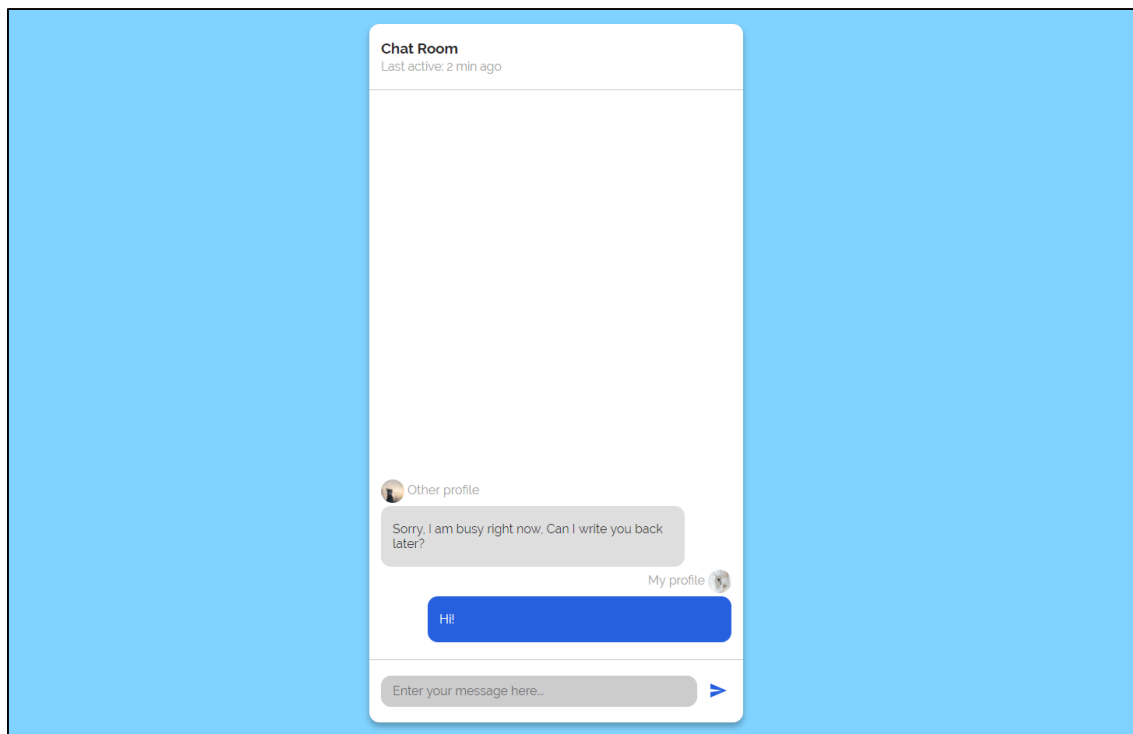 Chat Room
Last active: 2 min ago
Other profile
Sorry, I am busy right now, Can I write you back
later?
My profile
Hi!
Enter your message here...